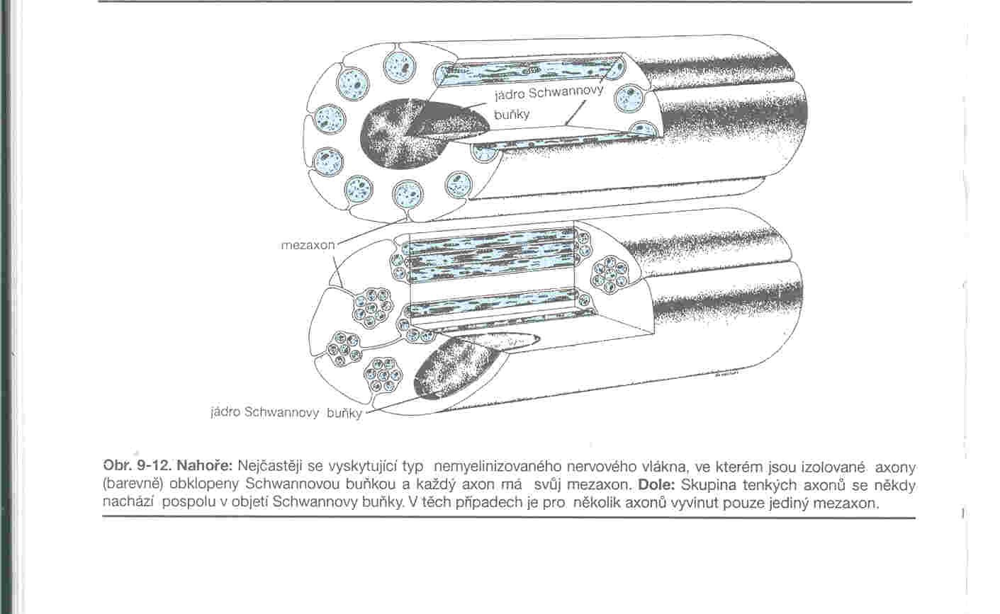 jádro Schwannovy
buňky
mezaxon
jádro Schwannovy buňky
Obr. 9-12. Nahoře: Nejčastěji se vyskytující typ nemyelinizovaného nervového vlákna, ve kterém jsou izolované axony
(barevně) obklopeny Schwannovou buňkou a každý axon má svůj mezaxon. Dole: Skupina tenkých axonů se někdy
nachází pospolu v objetí Schwannovy buňky. V těch případech je pro několik axonů vyvinut pouze jediný mezaxon.